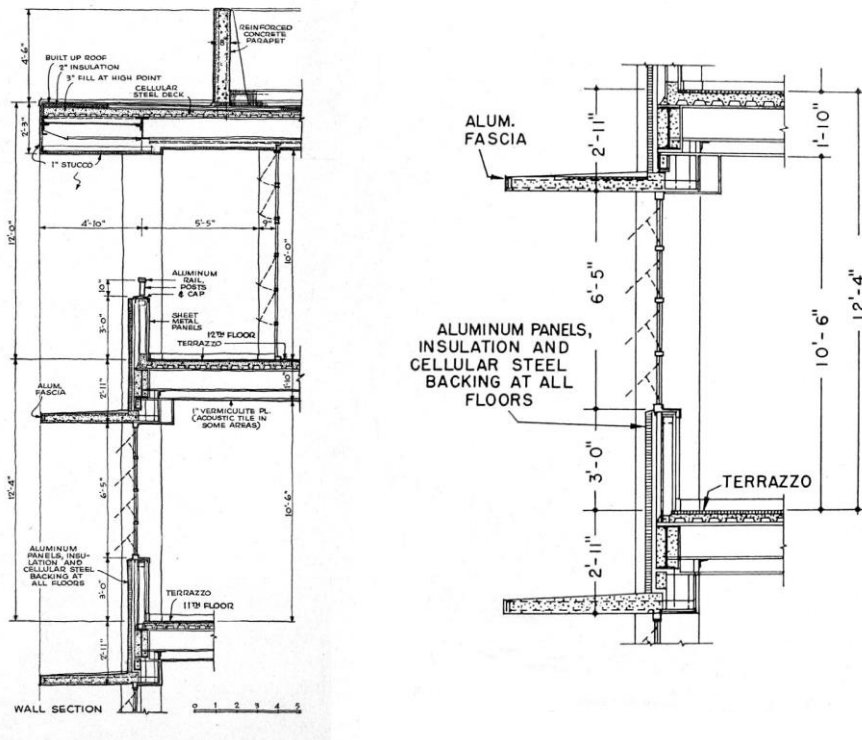 REINFORCED
CONCRETE
PARAPET
4'-6"
BUILT UP ROOF
2" INSULATION
3" FILL AT HIGH POINT
CELLULAR
STEEL DECK
2'-3"
1" STUCCO
12'-0"
4'-10"
5'-5"
10'-0"
10"
ALUMINUM
RAIL,
POSTS
& CAP
3'-0"
SHEET
METAL
PANELS
12TH FLOOR
TERRAZZO
2'-11"
1'-10"
ALUM.
FASCIA
1" VERMICULITE PL.
(ACOUSTIC TILE IN
SOME AREAS)
12'-4"
6'-5"
10'-6"
ALUMINUM
PANELS, INSU-
LATION AND
CELLULAR STEEL
BACKING AT
ALL FLOORS
3'-0"
TERRAZZO
11TH FLOOR
2'-11"
WALL SECTION
0 1 2 3 4 5
ALUM.
FASCIA
2'-11"
1'-10"
6'-5"
12'-4"
10'-6"
ALUMINUM PANELS,
INSULATION AND
CELLULAR STEEL
BACKING AT ALL
FLOORS
3'-0"
TERRAZZO
2'-11"